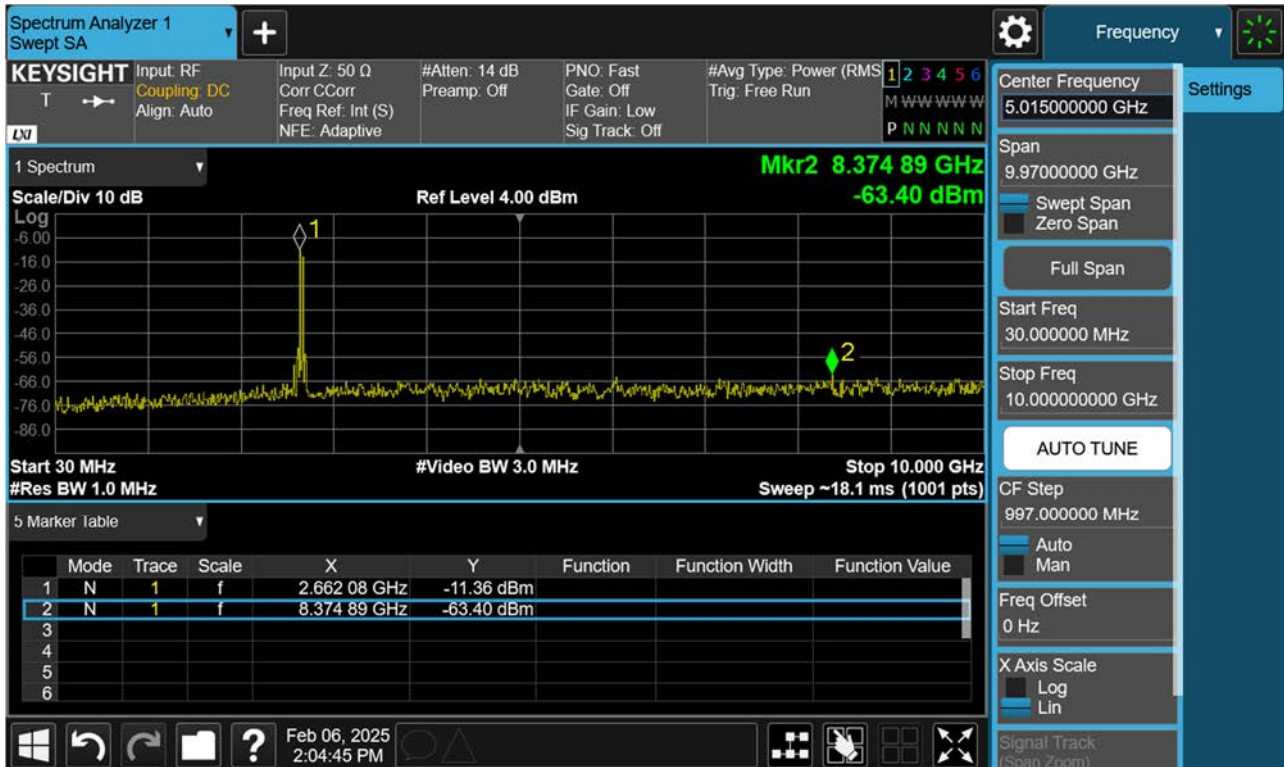 Spectrum Analyzer 1
Swept SA
+
Frequency
KEYSIGHT
T
LXI
Input: RF
Coupling: DC
Align: Auto
Input Z: 50 Ω
Corr CCorr
Freq Ref: Int (S)
NFE: Adaptive
#Atten: 14 dB
Preamp: Off
PNO: Fast
Gate: Off
IF Gain: Low
Sig Track: Off
#Avg Type: Power (RMS
Trig: Free Run
1 2 3 4 5 6
M W W W W W
P N N N N N
1 Spectrum
Mkr2 8.374 89 GHz
-63.40 dBm
Scale/Div 10 dB
Ref Level 4.00 dBm
Log
-6.00
-16.0
-26.0
-36.0
-46.0
-56.0
-66.0
-76.0
-86.0
1
2
Start 30 MHz
#Video BW 3.0 MHz
Stop 10.000 GHz
#Res BW 1.0 MHz
Sweep ~18.1 ms (1001 pts)
5 Marker Table
Mode Trace Scale X Y Function Function Width Function Value
1 N 1 f 2.662 08 GHz -11.36 dBm
2 N 1 f 8.374 89 GHz -63.40 dBm
3
4
5
6
Feb 06, 2025
2:04:45 PM
?
Center Frequency
5.015000000 GHz
Settings
Span
9.97000000 GHz
Swept Span
Zero Span
Full Span
Start Freq
30.000000 MHz
Stop Freq
10.000000000 GHz
AUTO TUNE
CF Step
997.000000 MHz
Auto
Man
Freq Offset
0 Hz
X Axis Scale
Log
Lin
Signal Track
(Span Zoom)